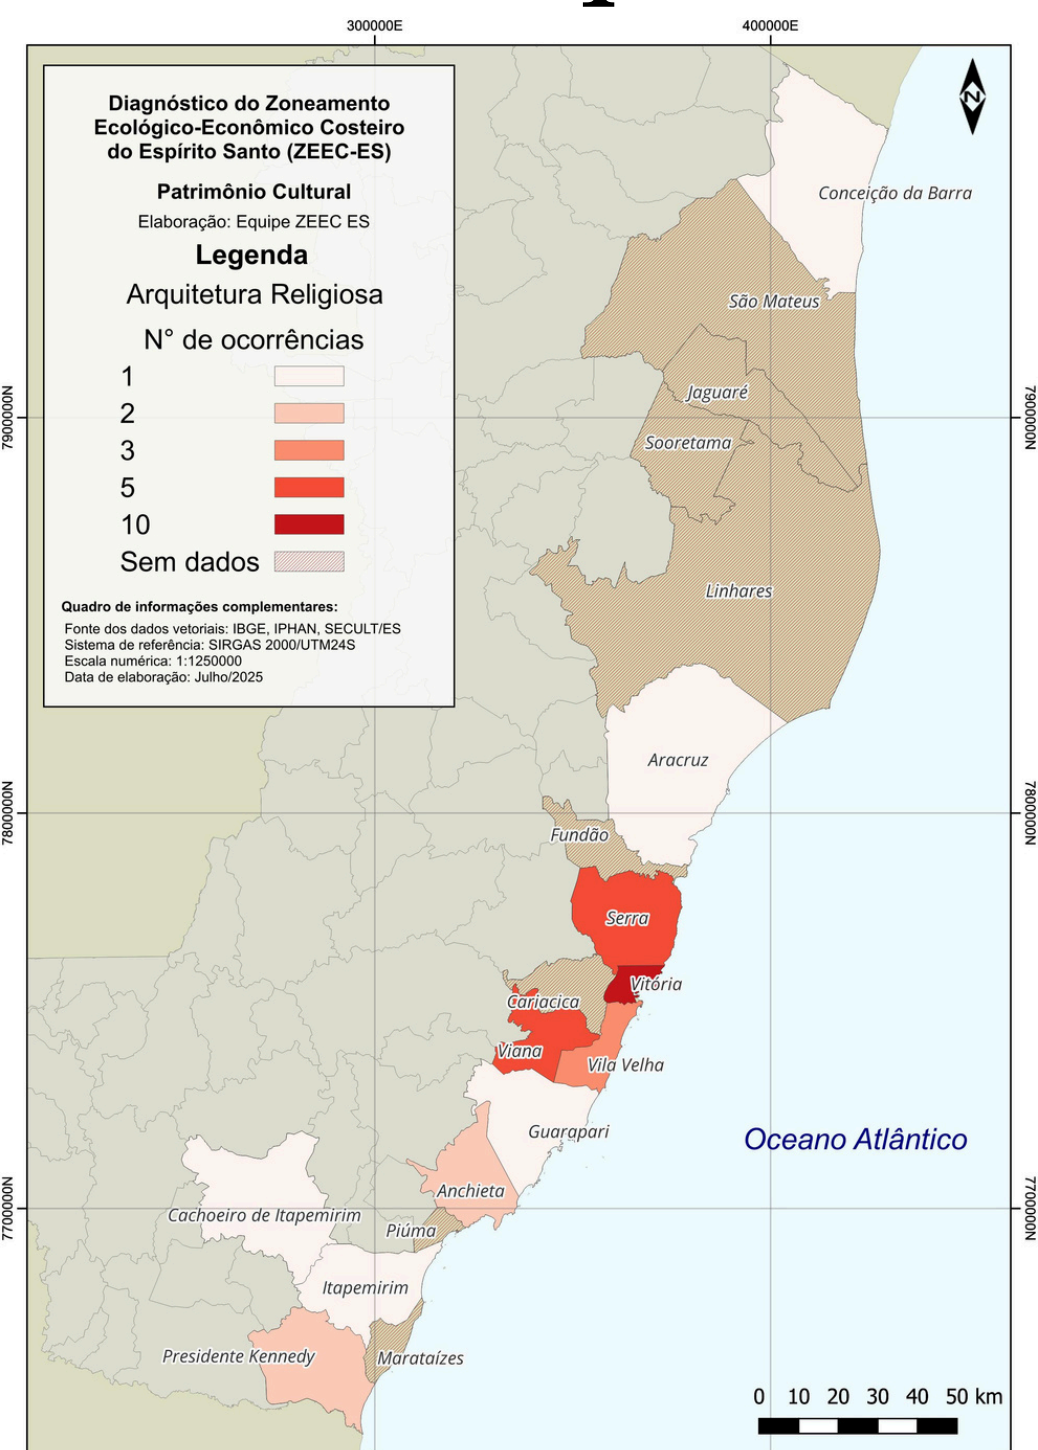 300000E
400000E
Diagnóstico do Zoneamento
Ecológico-Econômico Costeiro
do Espírito Santo (ZEEC-ES)
Patrimônio Cultural
Elaboração: Equipe ZEEC ES
Legenda
Arquitetura Religiosa
N° de ocorrências
1
2
3
5
10
Sem dados
Quadro de informações complementares:
Fonte dos dados vetoriais: IBGE, IPHAN, SECULT/ES
Sistema de referência: SIRGAS 2000/UTM24S
Escala numérica: 1:1250000
Data de elaboração: Julho/2025
N
Conceição da Barra
São Mateus
Jaguaré
7900000N
7900000N
Sooretama
Linhares
Aracruz
7800000N
7800000N
Fundão
Serra
Vitória
Cariacica
Viana
Vila Velha
Guarapari
Oceano Atlântico
Anchieta
7700000N
7700000N
Cachoeiro de Itapemirim
Piúma
Itapemirim
Presidente Kennedy
Marataízes
0 10 20 30 40 50 km